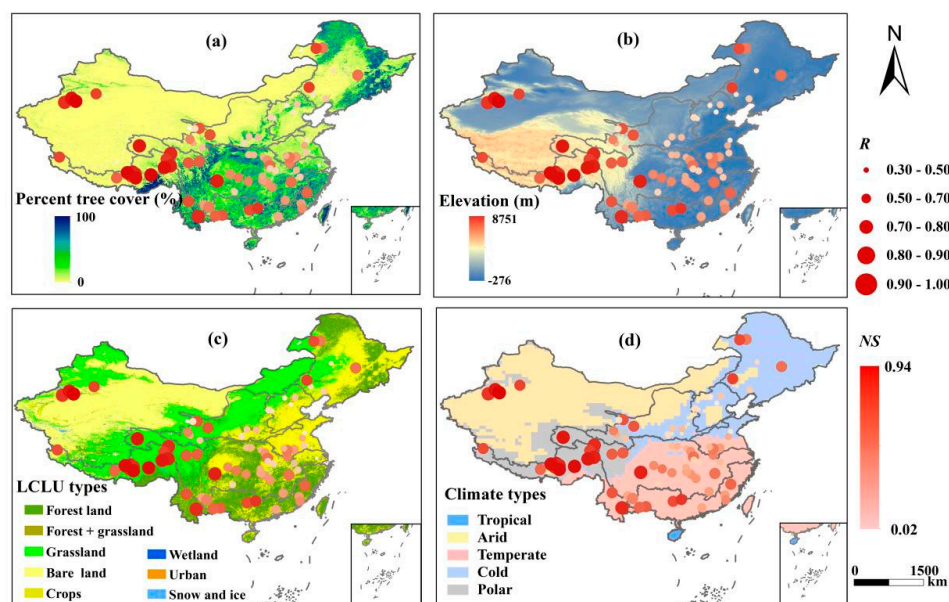 (a)
Percent tree cover (%)
100
0
(b)
Elevation (m)
8751
-276
N
R
0.30 - 0.50
0.50 - 0.70
0.70 - 0.80
0.80 - 0.90
0.90 - 1.00
(c)
LCLU types
Forest land
Forest + grassland
Grassland
Bare land
Crops
Wetland
Urban
Snow and ice
(d)
Climate types
Tropical
Arid
Temperate
Cold
Polar
NS
0.94
0.02
0 1500
km